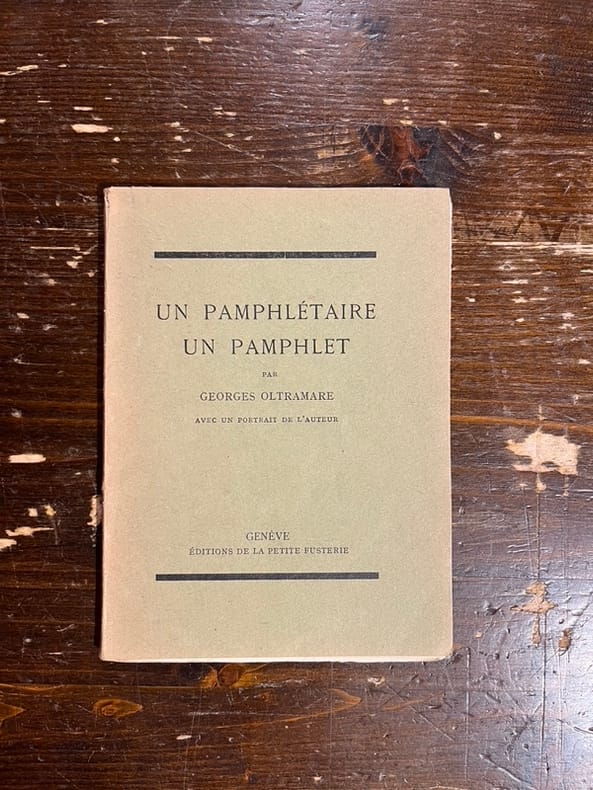 UN PAMPHLÉTAIRE
UN PAMPHLET
PAR
GEORGES OLTRAMARE
AVEC UN PORTRAIT DE L'AUTEUR
GENÈVE
ÉDITIONS DE LA PETITE FUSTERIE